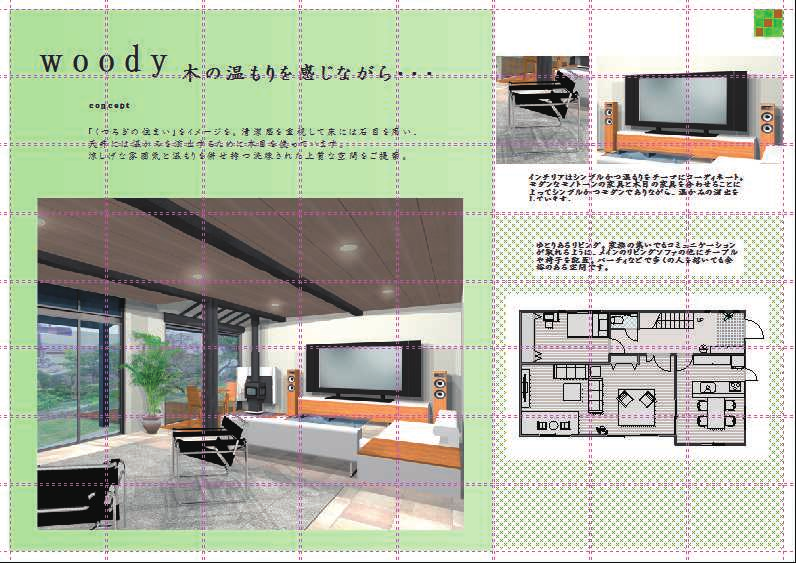 woody 木の温もりを感じながら・・・
concept
「くつろぎの住まい」をイメージを。清潔感を重視して床には石目を用い、
天井には温かみを演出するために木目を使っています。
涼しげな雰囲気と温もりを併せ持つ洗練された上質な空間をご提案。
インテリアはシンプルかつ温もりをテーマにコーディネート。
モダンなモノトーンの家具と木目の家具を合わせることに
よってシンプルかつモダンでありながら、温かみの演出を
しています。
ゆとりあるリビング。家族の集いでもコミュニケーション
が取れるように、メインのリビングソファの他にテーブル
や椅子を配置。パーティなどで多くの人を招いても余
裕のある空間です。
UP